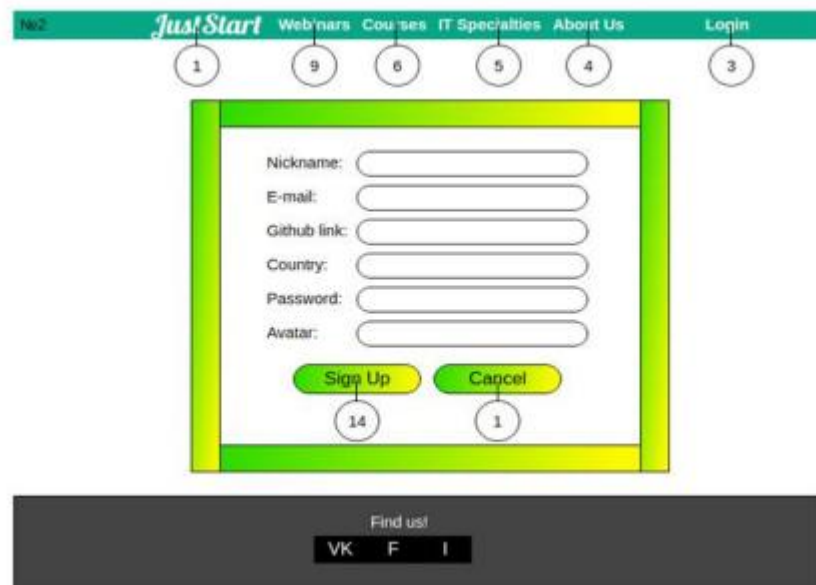 №2 JustStart Webinars Courses IT Specialties About Us Login
1 9 6 5 4 3
Nickname:
E-mail:
Github link:
Country:
Password:
Avatar:
Sign Up Cancel
14 1
Find us!
VK F I